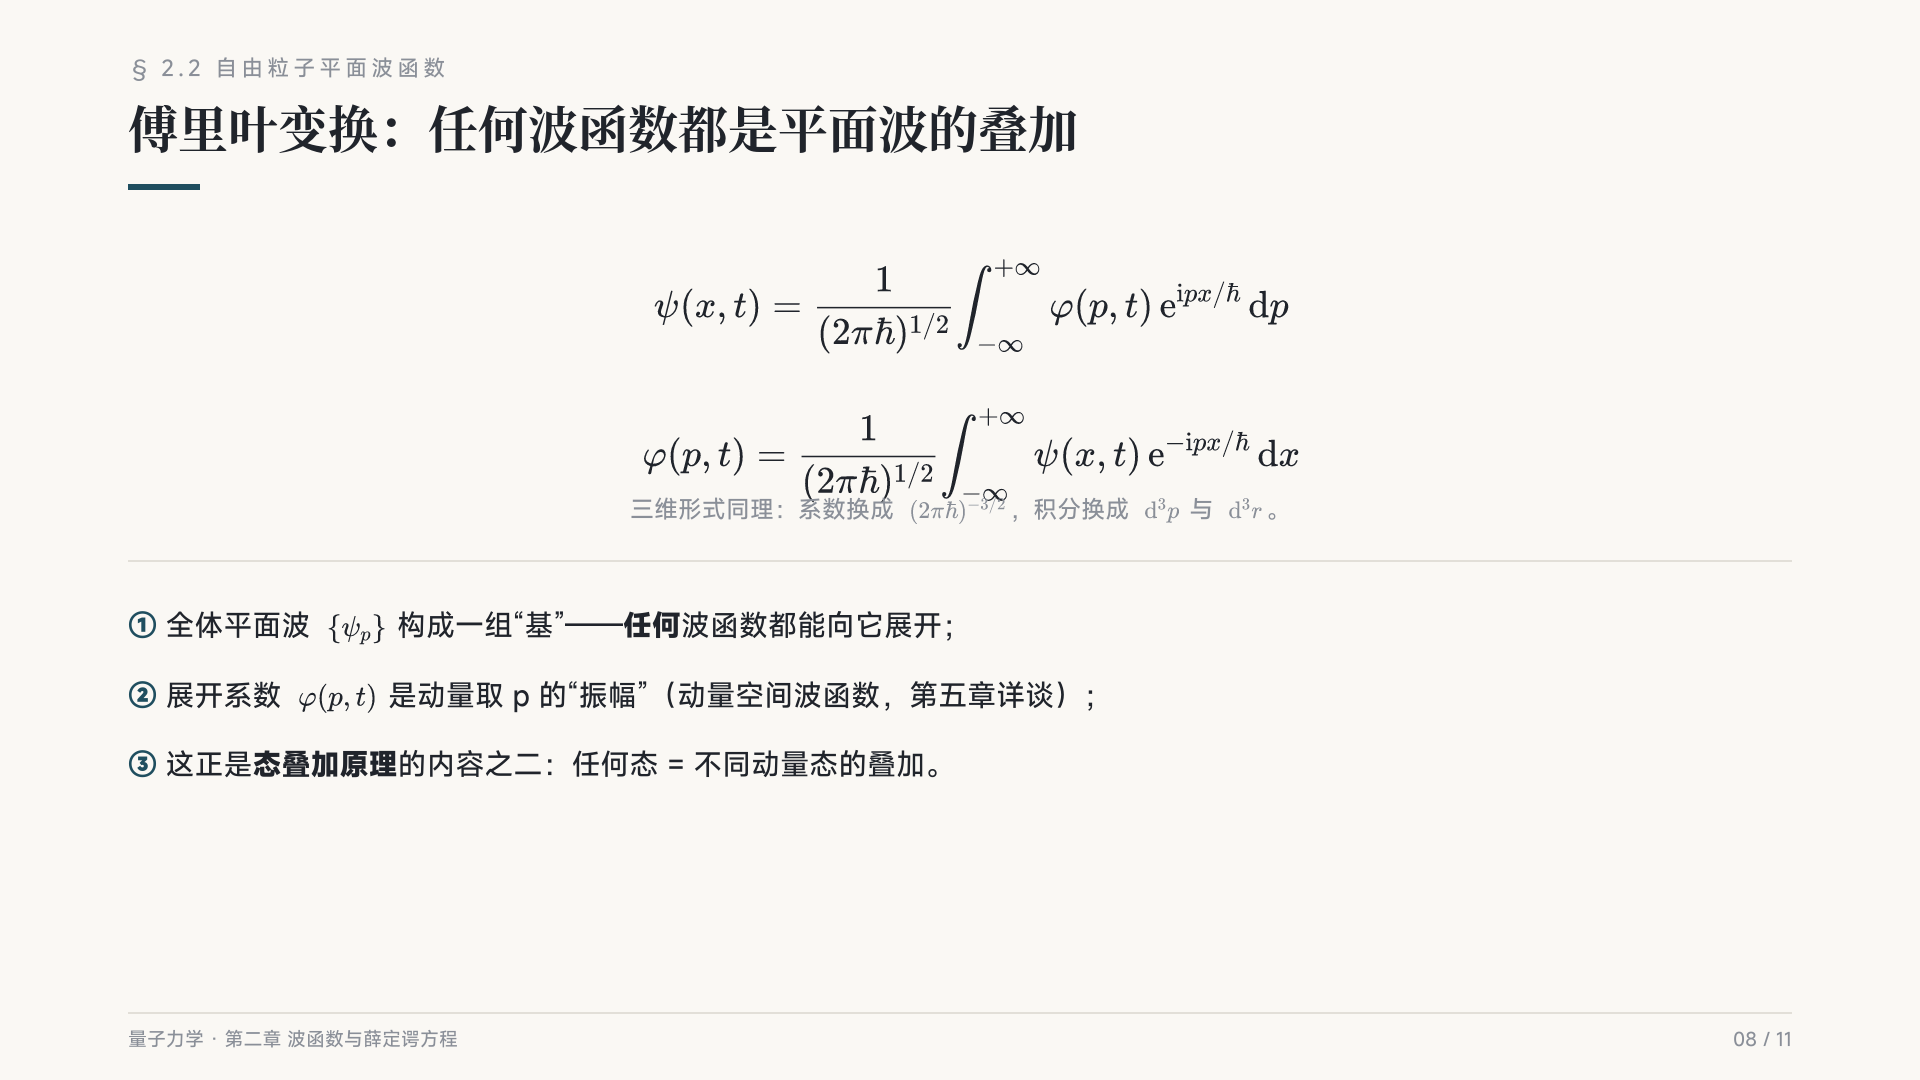 § 2.2 自由粒子平面波函数
傅里叶变换：任何波函数都是平面波的叠加
ψ(x, t) = 1/(2πħ)^{1/2} ∫_{−∞}^{+∞} φ(p, t) e^{ipx/ħ} dp
φ(p, t) = 1/(2πħ)^{1/2} ∫_{−∞}^{+∞} ψ(x, t) e^{−ipx/ħ} dx
三维形式同理：系数换成 (2πħ)^{−3/2}，积分换成 d³p 与 d³r。
① 全体平面波 {ψ_p} 构成一组“基”——任何波函数都能向它展开；
② 展开系数 φ(p, t) 是动量取 p 的“振幅”（动量空间波函数，第五章详谈）；
③ 这正是态叠加原理的内容之二：任何态 = 不同动量态的叠加。
量子力学 · 第二章 波函数与薛定谔方程
08 / 11